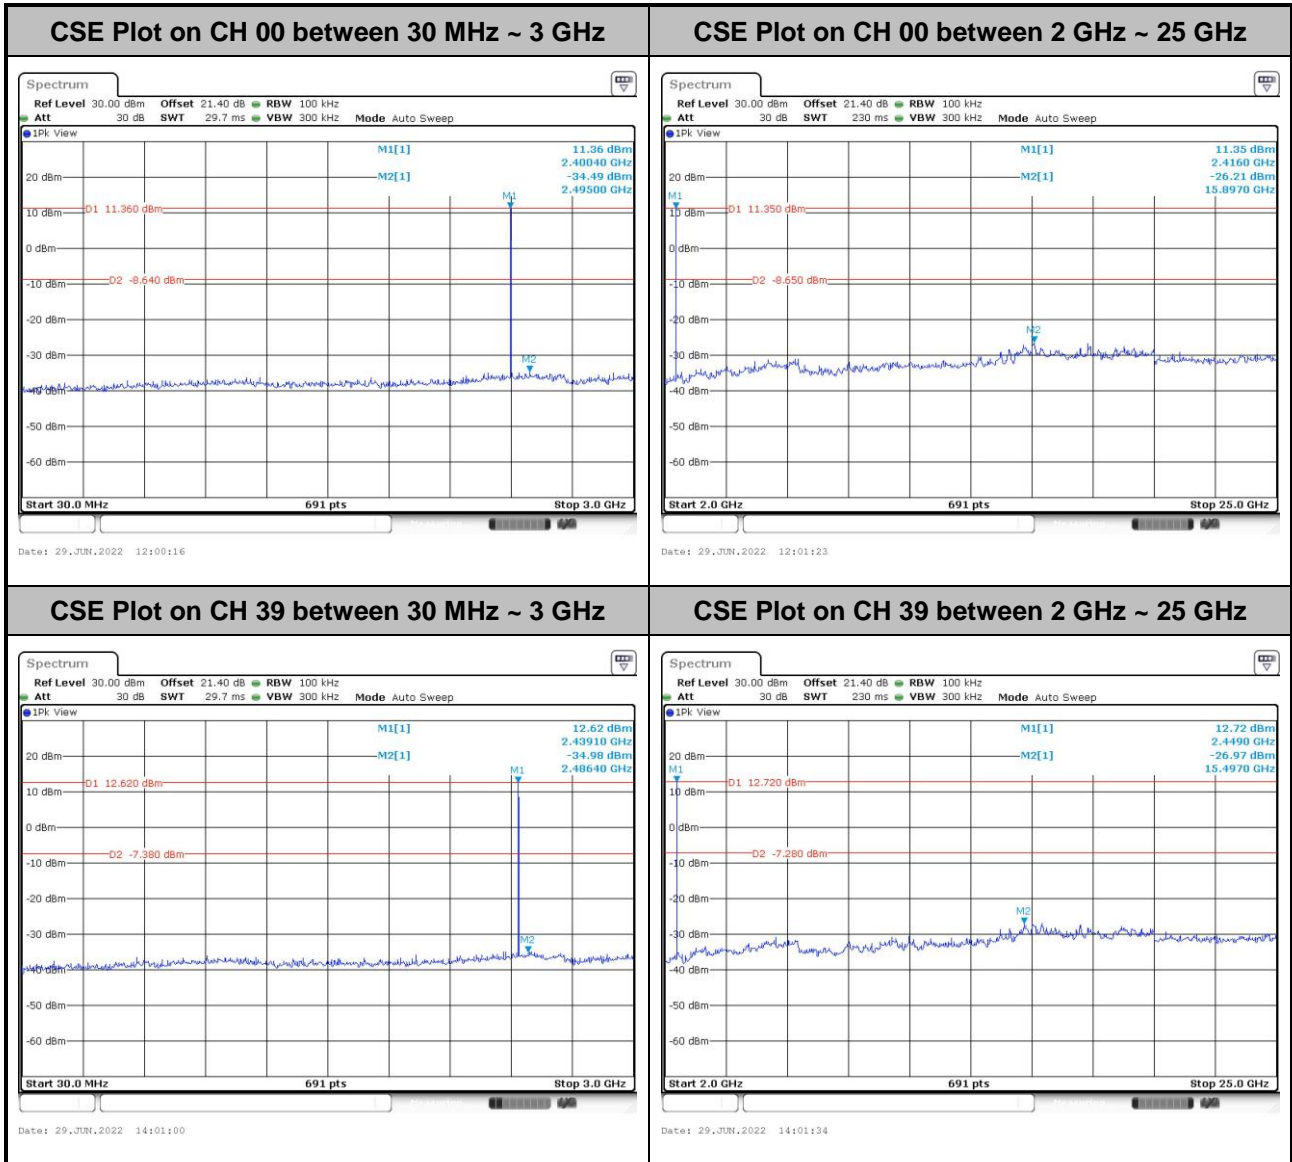 CSE Plot on CH 00 between 30 MHz ~ 3 GHz
Spectrum
Ref Level 30.00 dBm Offset 21.40 dB RBW 100 kHz
Att 30 dB SWT 29.7 ms VBW 300 kHz Mode Auto Sweep
1Pk View
M1[1] 11.36 dBm
2.40040 GHz
20 dBm M2[1] -34.49 dBm
2.49500 GHz
M1
10 dBm D1 11.360 dBm
0 dBm
-10 dBm D2 -8.640 dBm
-20 dBm
-30 dBm M2
-40 dBm
-50 dBm
-60 dBm
Start 30.0 MHz 691 pts Stop 3.0 GHz
Date: 29.JUN.2022 12:00:16
CSE Plot on CH 00 between 2 GHz ~ 25 GHz
Spectrum
Ref Level 30.00 dBm Offset 21.40 dB RBW 100 kHz
Att 30 dB SWT 230 ms VBW 300 kHz Mode Auto Sweep
1Pk View
M1[1] 11.35 dBm
2.4160 GHz
20 dBm M2[1] -26.21 dBm
15.8970 GHz
M1
10 dBm D1 11.350 dBm
0 dBm
-10 dBm D2 -8.650 dBm
-20 dBm
M2
-30 dBm
-40 dBm
-50 dBm
-60 dBm
Start 2.0 GHz 691 pts Stop 25.0 GHz
Date: 29.JUN.2022 12:01:23
CSE Plot on CH 39 between 30 MHz ~ 3 GHz
Spectrum
Ref Level 30.00 dBm Offset 21.40 dB RBW 100 kHz
Att 30 dB SWT 29.7 ms VBW 300 kHz Mode Auto Sweep
1Pk View
M1[1] 12.62 dBm
2.43910 GHz
20 dBm M2[1] -34.98 dBm
M1 2.48640 GHz
D1 12.620 dBm
10 dBm
0 dBm
D2 -7.380 dBm
-10 dBm
-20 dBm
-30 dBm
M2
-40 dBm
-50 dBm
-60 dBm
Start 30.0 MHz 691 pts Stop 3.0 GHz
Date: 29.JUN.2022 14:01:00
CSE Plot on CH 39 between 2 GHz ~ 25 GHz
Spectrum
Ref Level 30.00 dBm Offset 21.40 dB RBW 100 kHz
Att 30 dB SWT 230 ms VBW 300 kHz Mode Auto Sweep
1Pk View
M1[1] 12.72 dBm
2.4490 GHz
20 dBm M2[1] -26.97 dBm
M1 15.4970 GHz
D1 12.720 dBm
10 dBm
0 dBm
D2 -7.280 dBm
-10 dBm
-20 dBm
M2
-30 dBm
-40 dBm
-50 dBm
-60 dBm
Start 2.0 GHz 691 pts Stop 25.0 GHz
Date: 29.JUN.2022 14:01:34